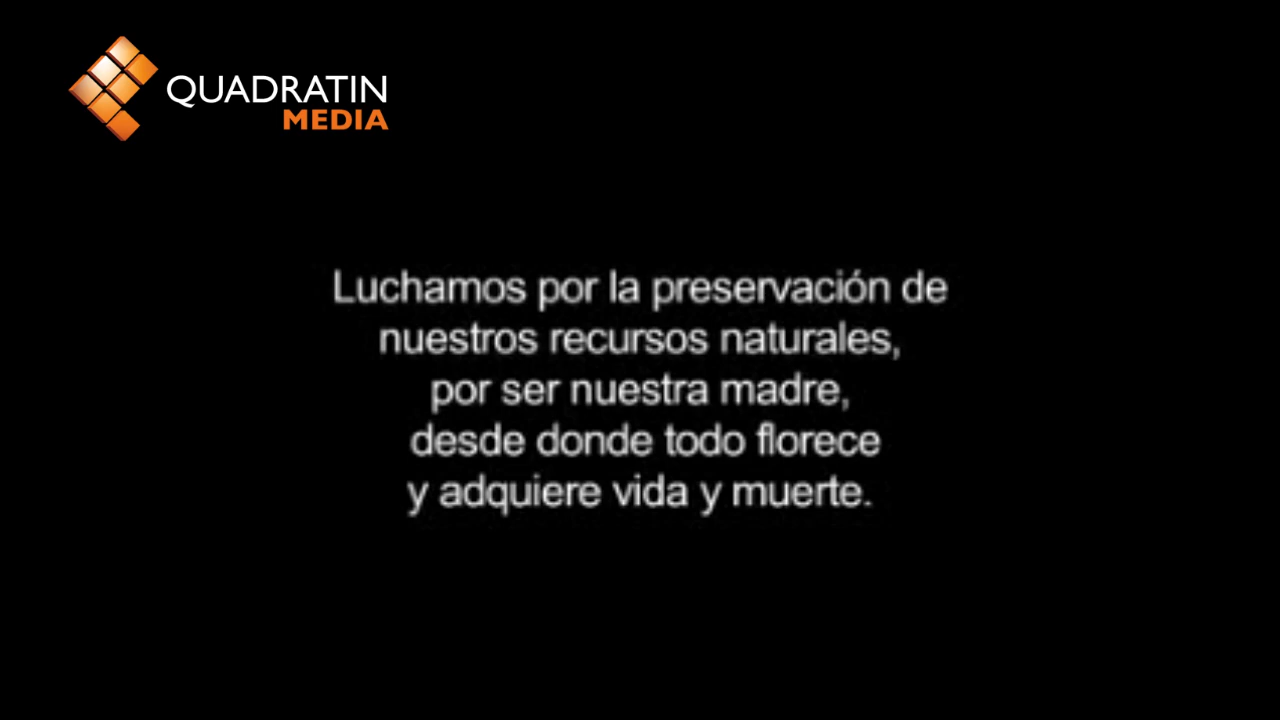 QUADRATIN
MEDIA
Luchamos por la preservación de
nuestros recursos naturales,
por ser nuestra madre,
desde donde todo florece
y adquiere vida y muerte.